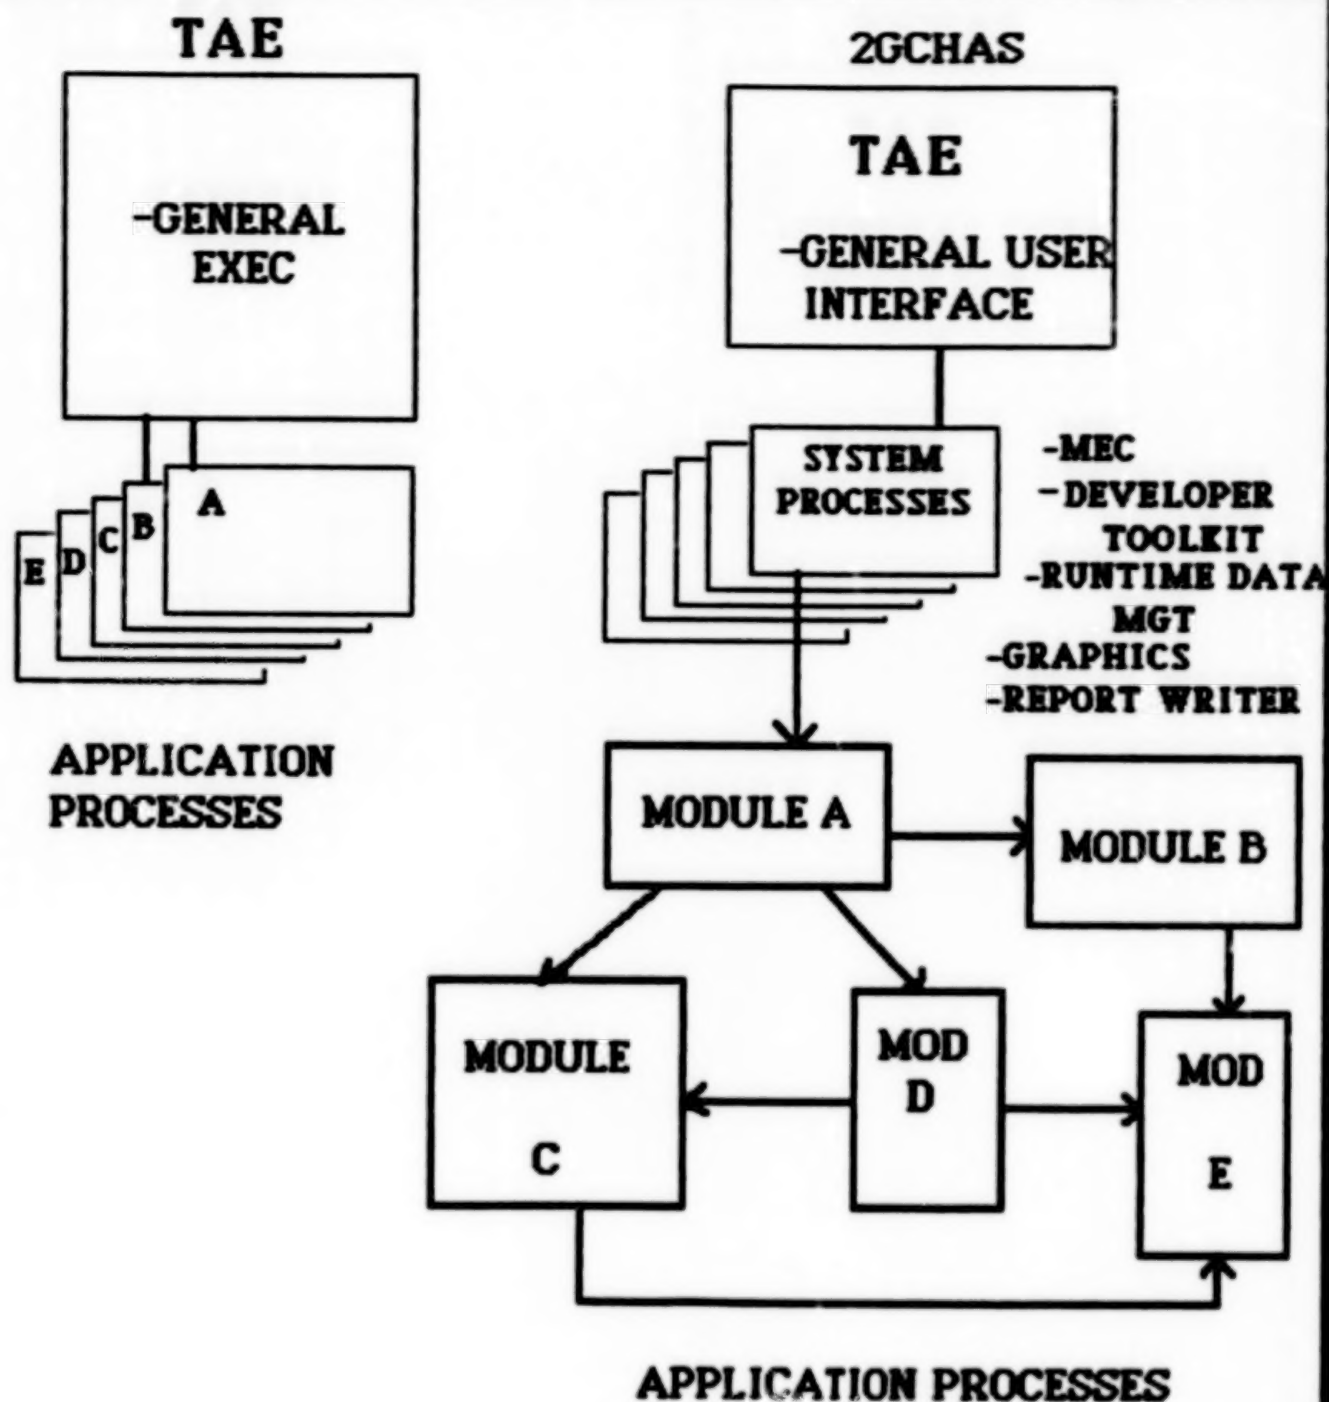 TAE
-GENERAL
EXEC
A
B
C
D
E
APPLICATION
PROCESSES
2GCHAS
TAE
-GENERAL USER
INTERFACE
SYSTEM
PROCESSES
-MEC
-DEVELOPER
TOOLKIT
-RUNTIME DATA
MGT
-GRAPHICS
-REPORT WRITER
MODULE A
MODULE B
MODULE
C
MOD
D
MOD
E
APPLICATION PROCESSES